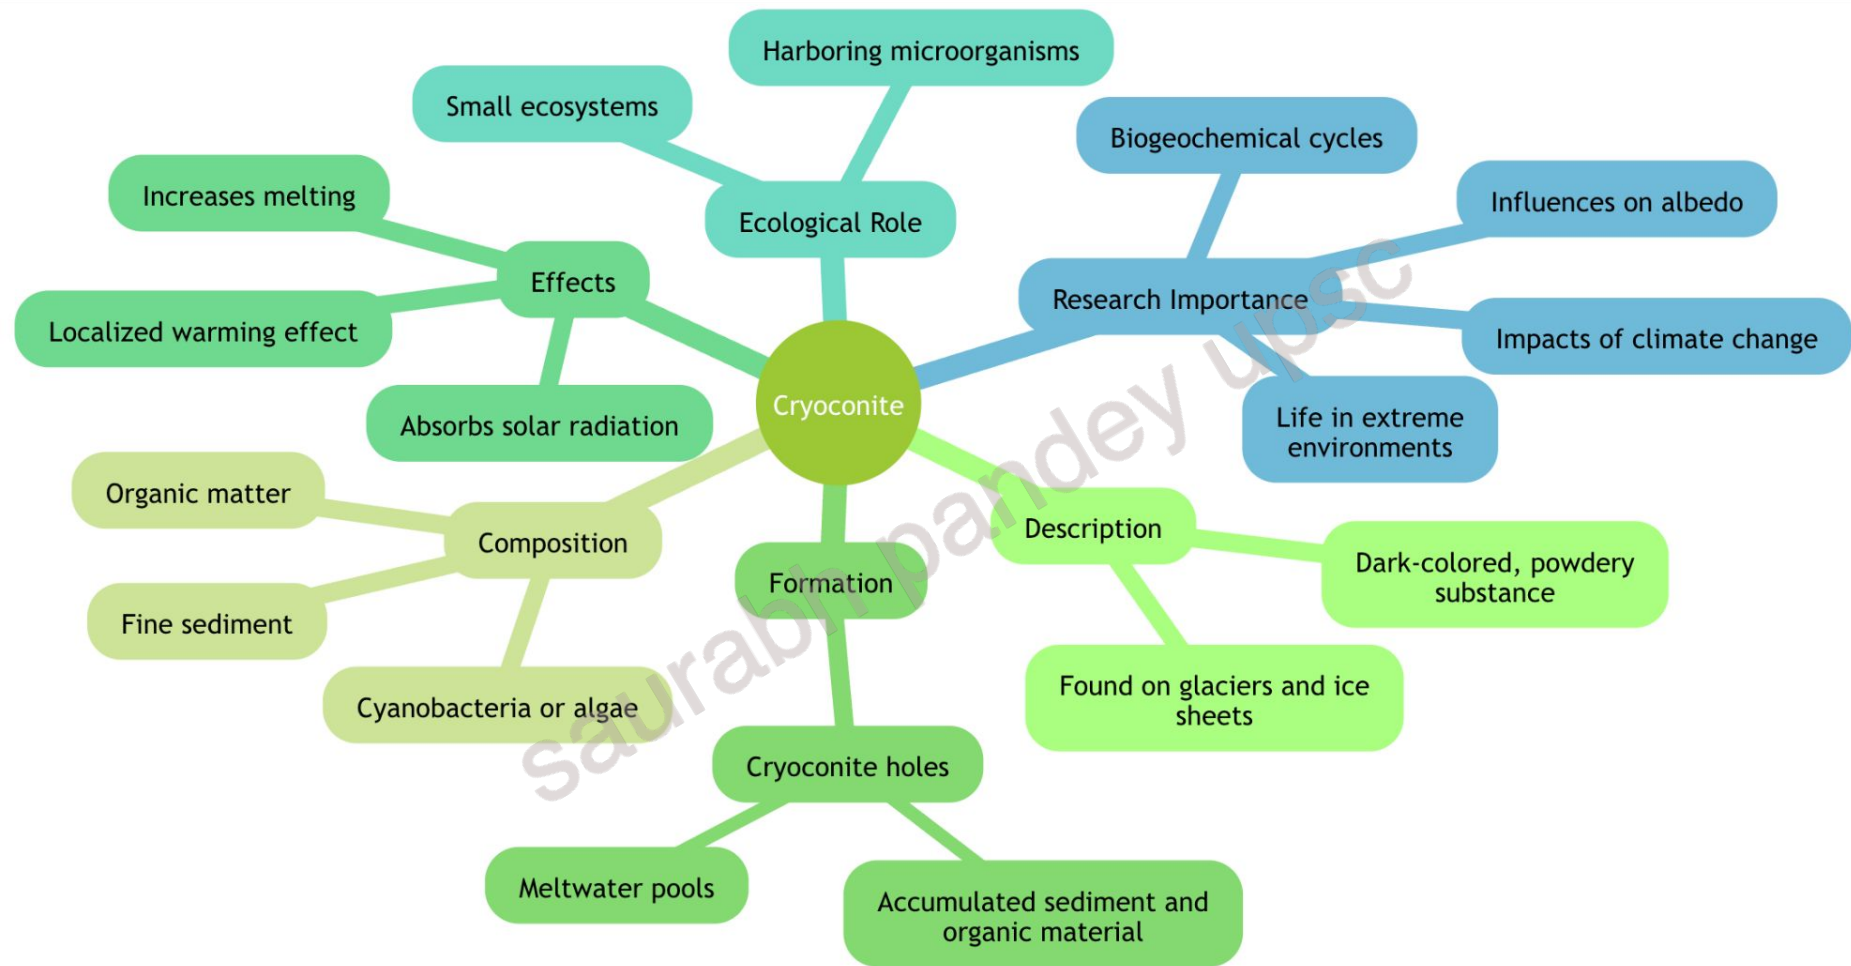 Harboring microorganisms
Small ecosystems
Biogeochemical cycles
Increases melting
Influences on albedo
Ecological Role
Effects
Research Importance
Localized warming effect
Impacts of climate change
Cryoconite
Absorbs solar radiation
Life in extreme
environments
Organic matter
Description
Composition
Dark-colored, powdery
substance
Formation
Fine sediment
Found on glaciers and ice
sheets
Cyanobacteria or algae
Cryoconite holes
Meltwater pools
Accumulated sediment and
organic material
saurabh pandey upsc